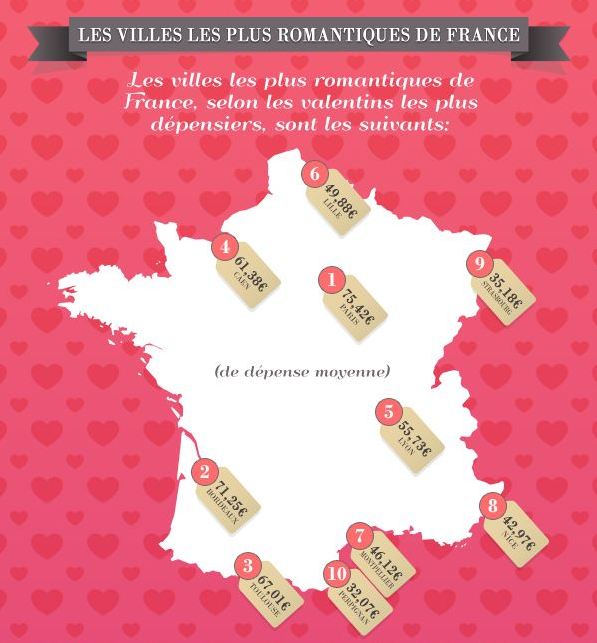 LES VILLES LES PLUS ROMANTIQUES DE FRANCE
Les villes les plus romantiques de
France, selon les valentins les plus
dépensiers, sont les suivants:
6
49,88€
LILLE
4
61,38€
CAEN
1
75,42€
PARIS
9
35,18€
STRASBOURG
(de dépense moyenne)
5
55,73€
LYON
2
71,25€
BORDEAUX
8
42,97€
NICE
7
46,12€
MONTPELLIER
3
67,01€
TOULOUSE
10
32,07€
PERPIGNAN